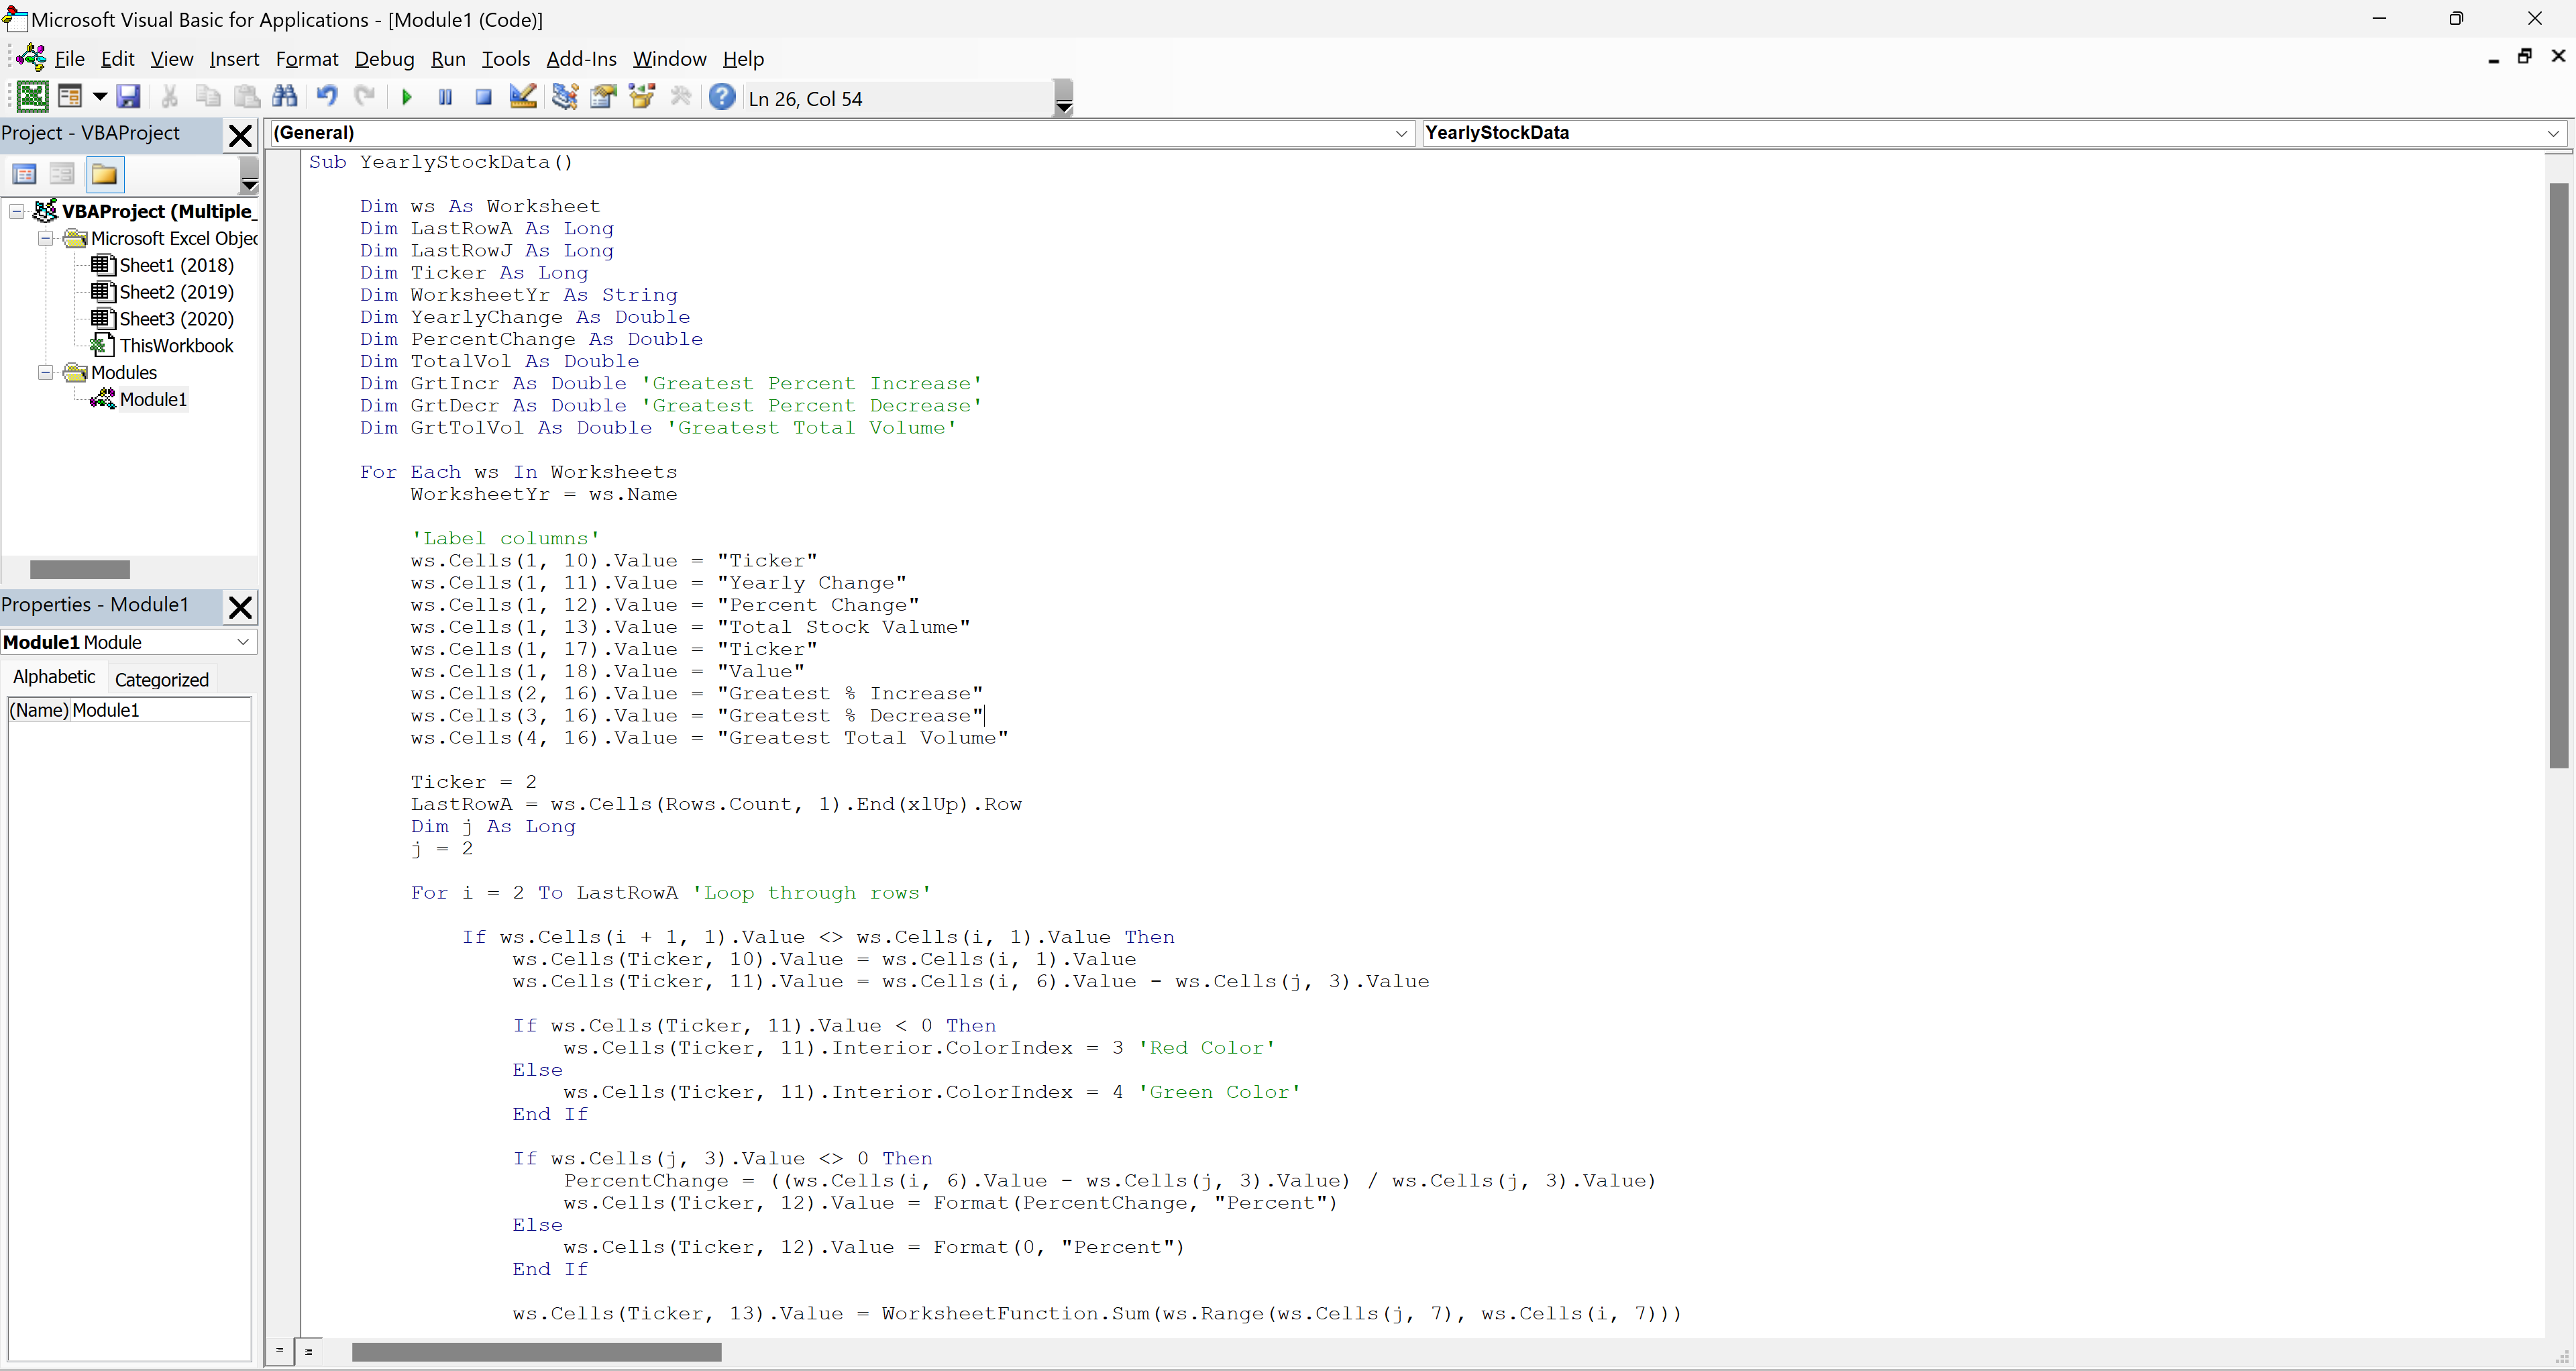 Microsoft Visual Basic for Applications - [Module1 (Code)]
File Edit View Insert Format Debug Run Tools Add-Ins Window Help
Ln 26, Col 54
Project - VBAProject
VBAProject (Multiple_
Microsoft Excel Objec
Sheet1 (2018)
Sheet2 (2019)
Sheet3 (2020)
ThisWorkbook
Modules
Module1
Properties - Module1
Module1 Module
Alphabetic Categorized
(Name) Module1
(General) YearlyStockData
Sub YearlyStockData()
Dim ws As Worksheet
Dim LastRowA As Long
Dim LastRowJ As Long
Dim Ticker As Long
Dim WorksheetYr As String
Dim YearlyChange As Double
Dim PercentChange As Double
Dim TotalVol As Double
Dim GrtIncr As Double 'Greatest Percent Increase'
Dim GrtDecr As Double 'Greatest Percent Decrease'
Dim GrtTolVol As Double 'Greatest Total Volume'
For Each ws In Worksheets
WorksheetYr = ws.Name
'Label columns'
ws.Cells(1, 10).Value = "Ticker"
ws.Cells(1, 11).Value = "Yearly Change"
ws.Cells(1, 12).Value = "Percent Change"
ws.Cells(1, 13).Value = "Total Stock Valume"
ws.Cells(1, 17).Value = "Ticker"
ws.Cells(1, 18).Value = "Value"
ws.Cells(2, 16).Value = "Greatest % Increase"
ws.Cells(3, 16).Value = "Greatest % Decrease"
ws.Cells(4, 16).Value = "Greatest Total Volume"
Ticker = 2
LastRowA = ws.Cells(Rows.Count, 1).End(xlUp).Row
Dim j As Long
j = 2
For i = 2 To LastRowA 'Loop through rows'
If ws.Cells(i + 1, 1).Value <> ws.Cells(i, 1).Value Then
ws.Cells(Ticker, 10).Value = ws.Cells(i, 1).Value
ws.Cells(Ticker, 11).Value = ws.Cells(i, 6).Value - ws.Cells(j, 3).Value
If ws.Cells(Ticker, 11).Value < 0 Then
ws.Cells(Ticker, 11).Interior.ColorIndex = 3 'Red Color'
Else
ws.Cells(Ticker, 11).Interior.ColorIndex = 4 'Green Color'
End If
If ws.Cells(j, 3).Value <> 0 Then
PercentChange = ((ws.Cells(i, 6).Value - ws.Cells(j, 3).Value) / ws.Cells(j, 3).Value)
ws.Cells(Ticker, 12).Value = Format(PercentChange, "Percent")
Else
ws.Cells(Ticker, 12).Value = Format(0, "Percent")
End If
ws.Cells(Ticker, 13).Value = WorksheetFunction.Sum(ws.Range(ws.Cells(j, 7), ws.Cells(i, 7)))